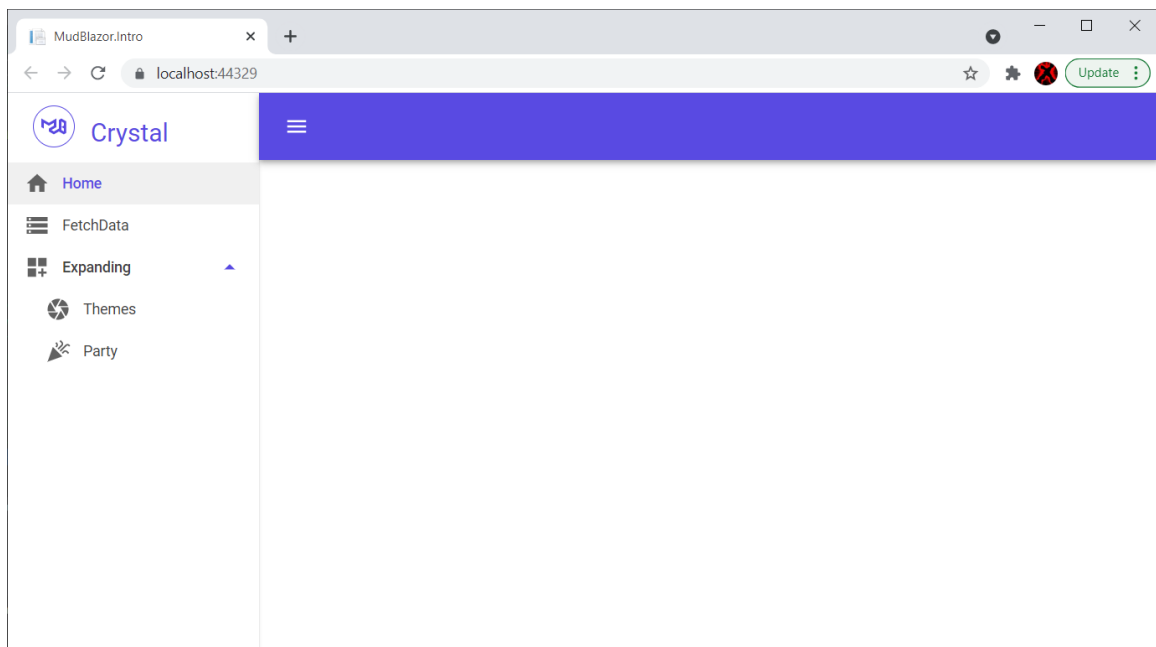 MudBlazor.Intro
localhost:44329
Update
Crystal
Home
FetchData
Expanding
Themes
Party